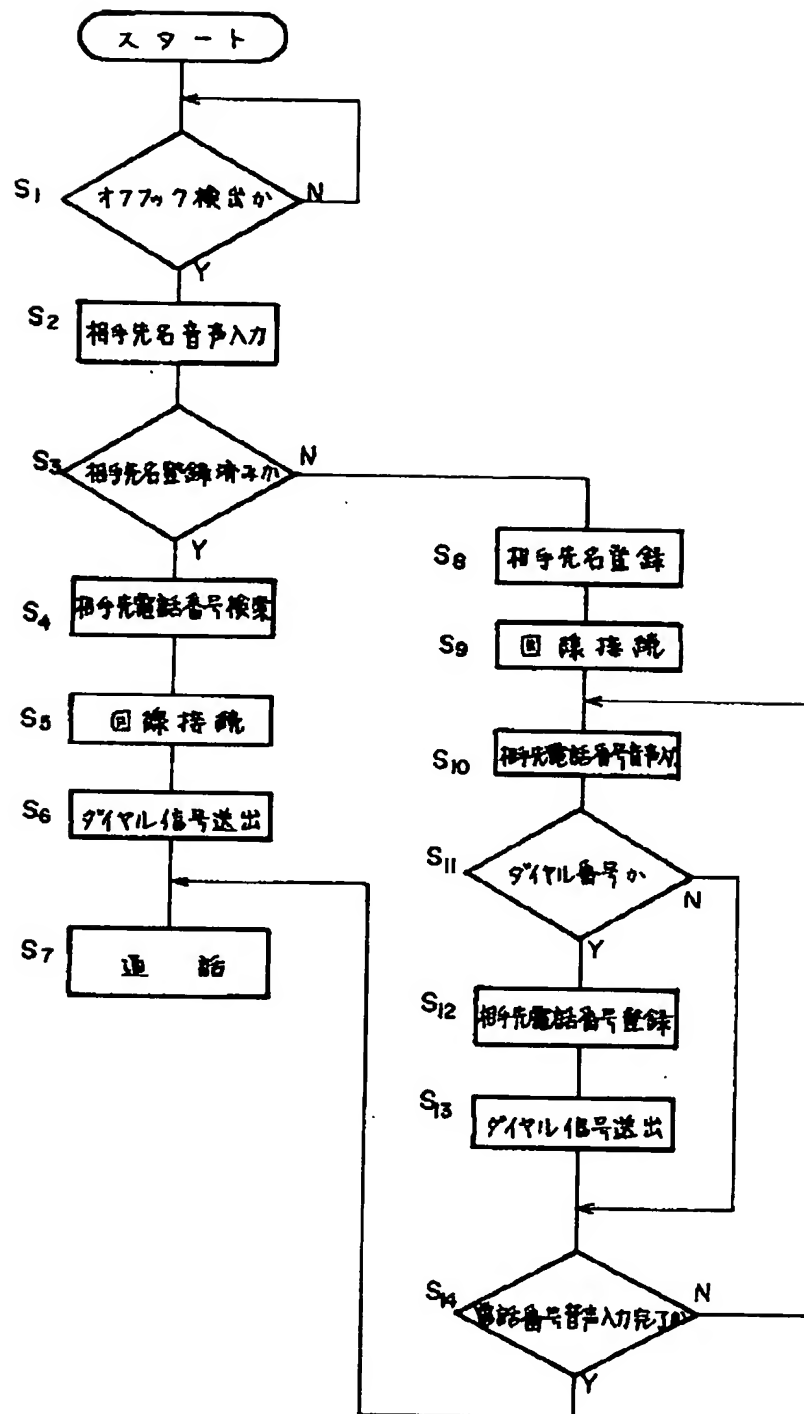 スタート
S1
オフフック検出か
N
Y
S2
相手先名音声入力
S3
相手先名登録済みか
N
Y
S4
相手先電話番号検索
S5
回線接続
S6
ダイヤル信号送出
S7
通話
S8
相手先名登録
S9
回線接続
S10
相手先電話番号音声入力
S11
ダイヤル番号か
N
Y
S12
相手先電話番号登録
S13
ダイヤル信号送出
S14
電話番号音声入力完了か
N
Y